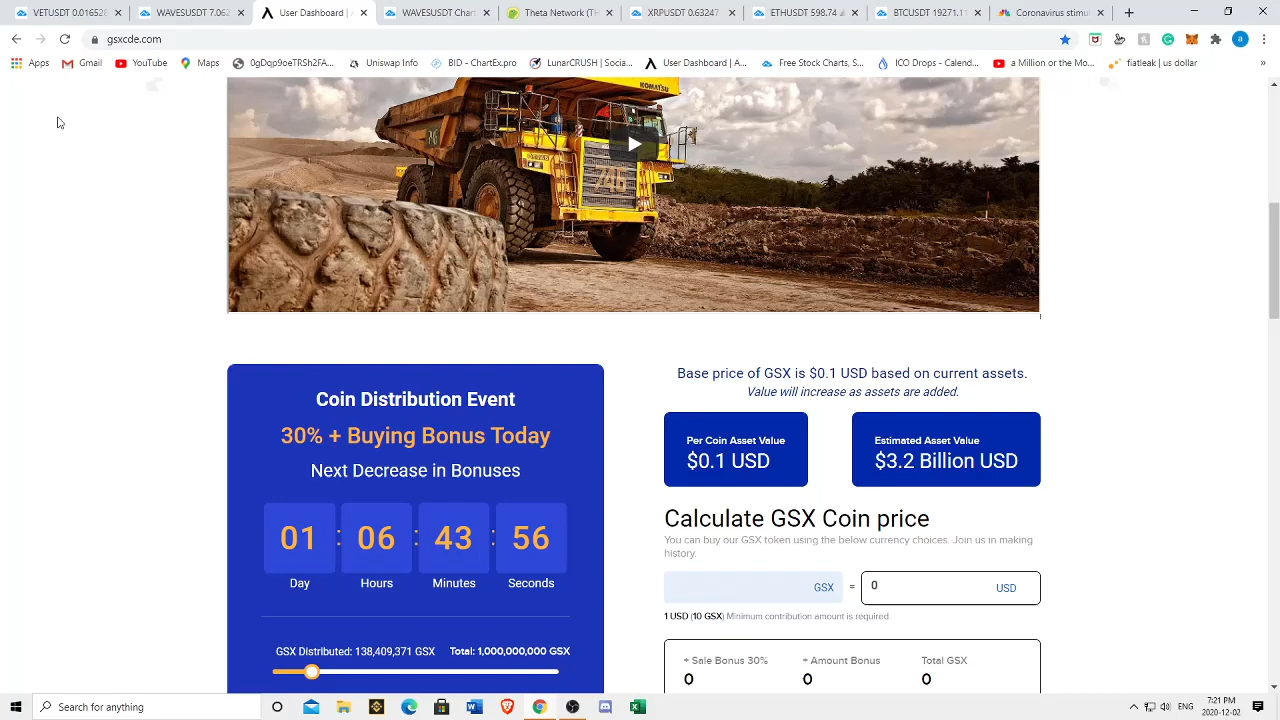 VETUSDT 0.016528
WAVESUSDT 7.062
User Dashboard / A
WAVESUSDT Chart
Theta Network (TH
XRPUSDT 0.63247
ETHUSDT 598.74
BTCUSDT 19271.11
Coronavirus stimu
gsxcde.com
Apps
Gmail
YouTube
Maps
0gDqp9oeTRSh2FA...
Uniswap Info
BID - ChartEx.pro
LunarCRUSH | Socia...
User Dashboard | A...
Free Stock Charts, S...
ICO Drops - Calend...
a Million or the Mo...
fiatleak | us dollar
KOMATSU
46
Coin Distribution Event
30% + Buying Bonus Today
Next Decrease in Bonuses
01 : 06 : 43 : 56
Day Hours Minutes Seconds
GSX Distributed: 138,409,371 GSX Total: 1,000,000,000 GSX
Base price of GSX is $0.1 USD based on current assets.
Value will increase as assets are added.
Per Coin Asset Value
$0.1 USD
Estimated Asset Value
$3.2 Billion USD
Calculate GSX Coin price
You can buy our GSX token using the below currency choices. Join us in making
history.
GSX = 0 USD
1 USD (10 GSX) Minimum contribution amount is required.
+ Sale Bonus 30% + Amount Bonus Total GSX
0 0 0
Search for anything
ENG
7:21 PM
2020-12-02